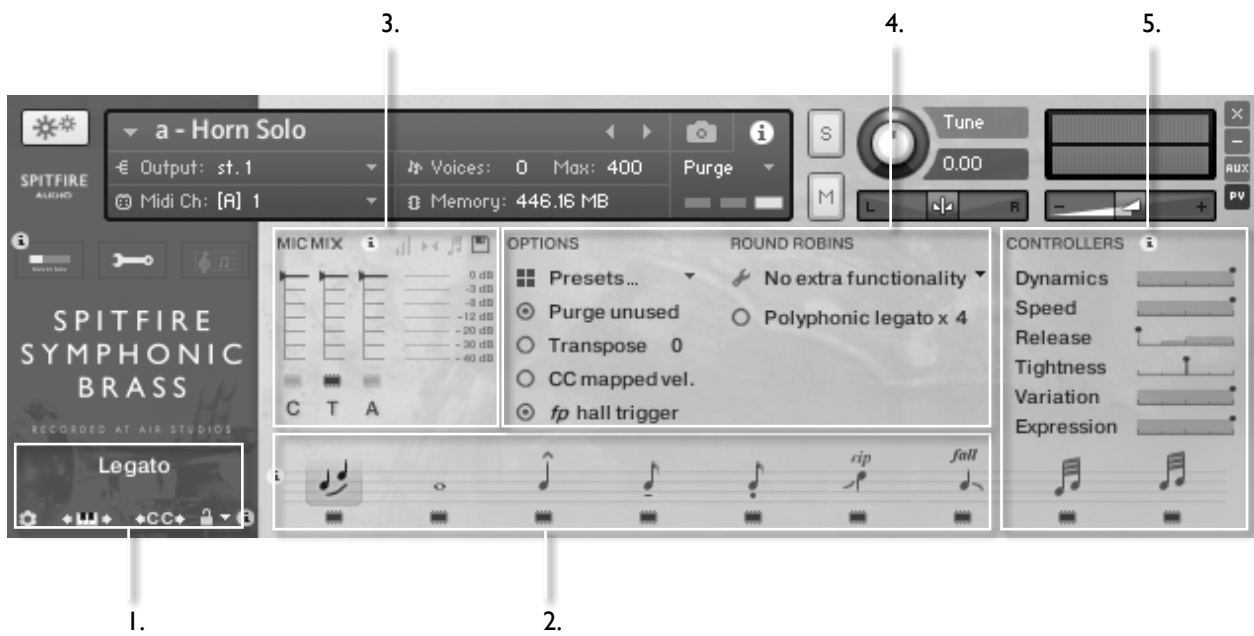 3.
4.
5.
a - Horn Solo
Output: st. 1
Voices: 0 Max: 400
Purge
Midi Ch: [A] 1
Memory: 446.16 MB
S
M
Tune
0.00
L
R
-
+
AUX
PV
SPITFIRE
AUDIO
SPITFIRE
SYMPHONIC
BRASS
RECORDED AT AIR STUDIOS
Legato
CC
MIC MIX
0 dB
-3 dB
-8 dB
-12 dB
-20 dB
-30 dB
-40 dB
C T A
OPTIONS
Presets...
Purge unused
Transpose 0
CC mapped vel.
fp hall trigger
ROUND ROBINS
No extra functionality
Polyphonic legato x 4
CONTROLLERS
Dynamics
Speed
Release
Tightness
Variation
Expression
rip
fall
1.
2.